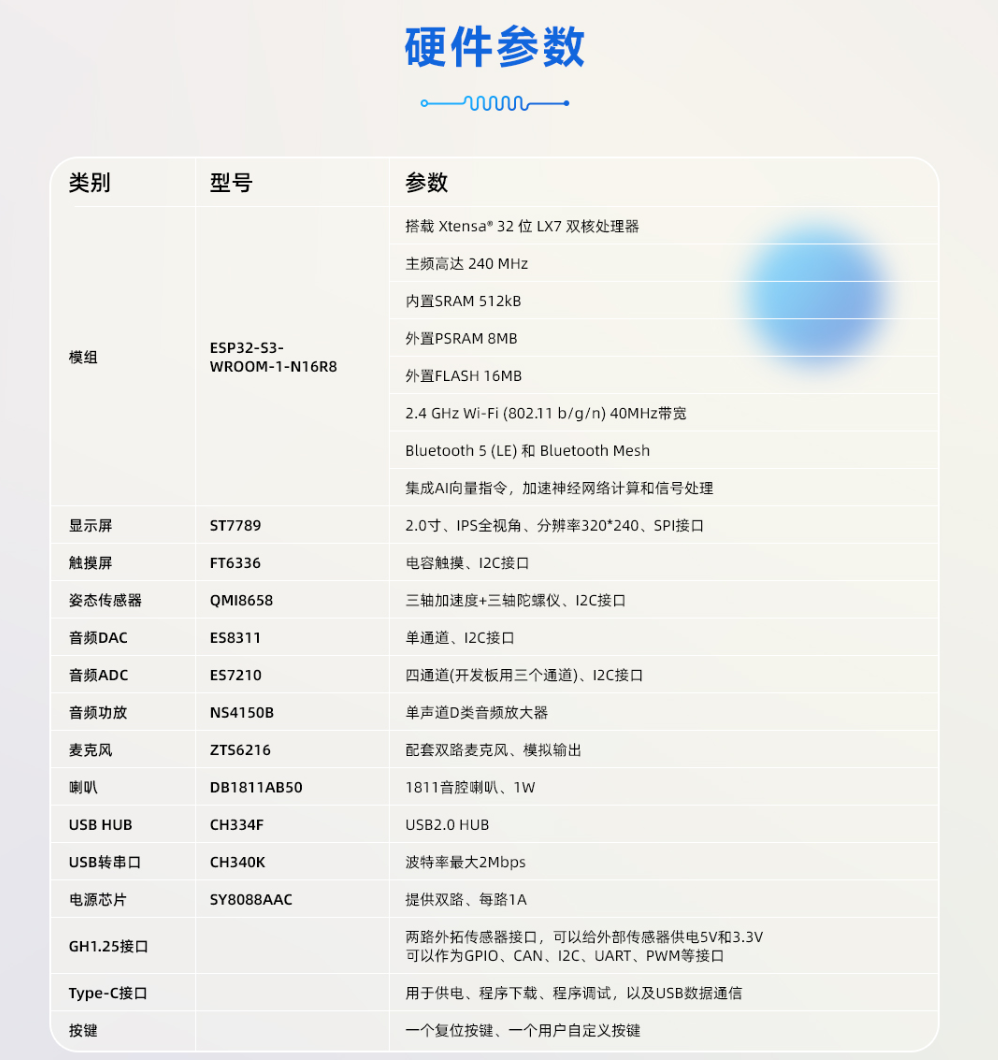 硬件参数
类别 型号 参数
搭载 Xtensa® 32 位 LX7 双核处理器
主频高达 240 MHz
内置SRAM 512kB
外置PSRAM 8MB
模组 ESP32-S3-
WROOM-1-N16R8
外置FLASH 16MB
2.4 GHz Wi-Fi (802.11 b/g/n) 40MHz带宽
Bluetooth 5 (LE) 和 Bluetooth Mesh
集成AI向量指令，加速神经网络计算和信号处理
显示屏 ST7789 2.0寸、IPS全视角、分辨率320*240、SPI接口
触摸屏 FT6336 电容触摸、I2C接口
姿态传感器 QMI8658 三轴加速度+三轴陀螺仪、I2C接口
音频DAC ES8311 单通道、I2C接口
音频ADC ES7210 四通道(开发板用三个通道)、I2C接口
音频功放 NS4150B 单声道D类音频放大器
麦克风 ZTS6216 配套双路麦克风、模拟输出
喇叭 DB1811AB50 1811音腔喇叭、1W
USB HUB CH334F USB2.0 HUB
USB转串口 CH340K 波特率最大2Mbps
电源芯片 SY8088AAC 提供双路、每路1A
GH1.25接口 两路外拓传感器接口，可以给外部传感器供电5V和3.3V
可以作为GPIO、CAN、I2C、UART、PWM等接口
Type-C接口 用于供电、程序下载、程序调试，以及USB数据通信
按键 一个复位按键、一个用户自定义按键